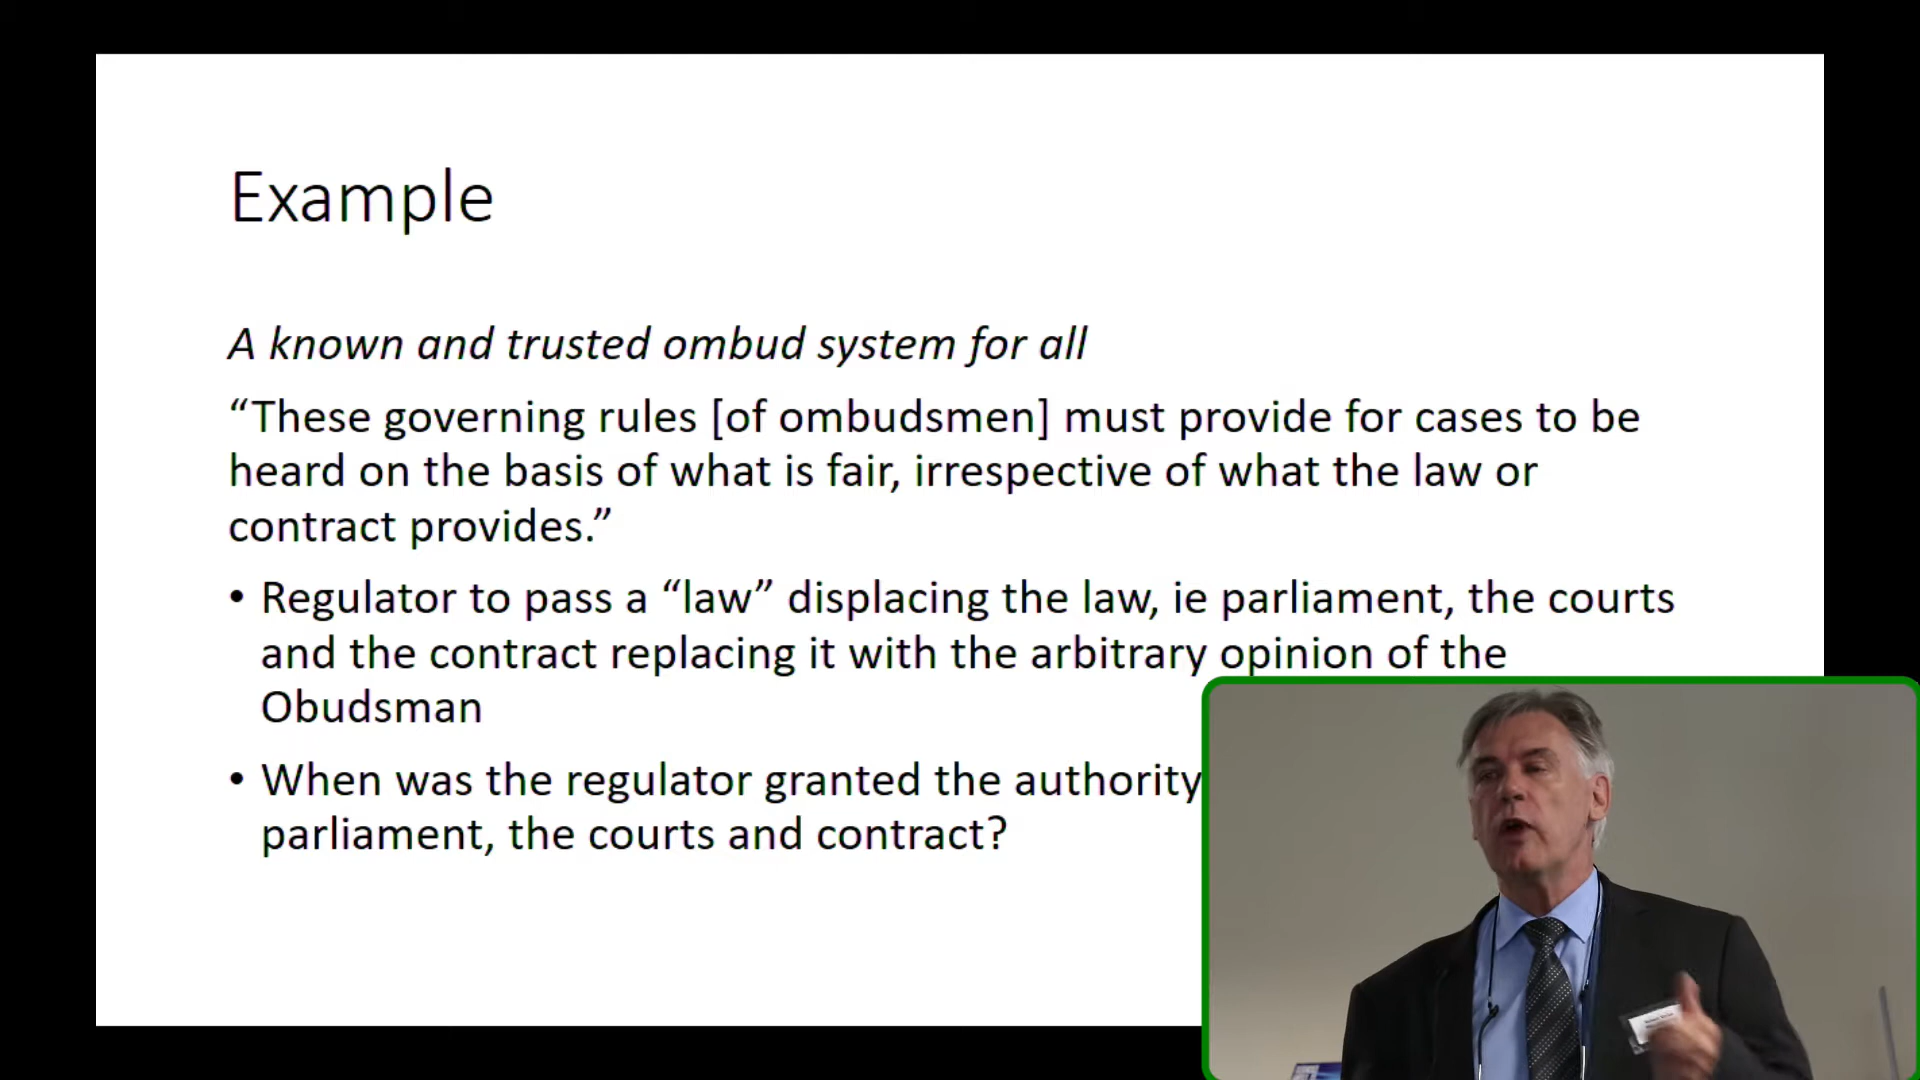 Example
A known and trusted ombud system for all
“These governing rules [of ombudsmen] must provide for cases to be
heard on the basis of what is fair, irrespective of what the law or
contract provides.”
• Regulator to pass a “law” displacing the law, ie parliament, the courts
and the contract replacing it with the arbitrary opinion of the
Obudsman
• When was the regulator granted the authority
parliament, the courts and contract?